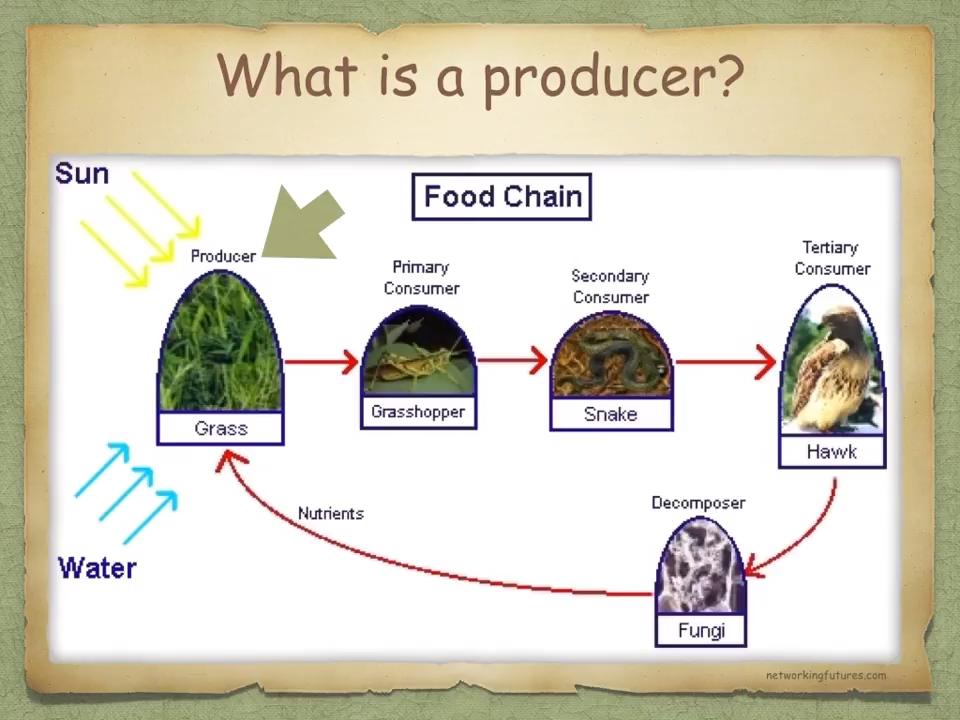 What is a producer?
Sun
Food Chain
Producer
Primary
Consumer
Secondary
Consumer
Tertiary
Consumer
Grass
Grasshopper
Snake
Hawk
Nutrients
Decomposer
Water
Fungi
networkingfutures.com